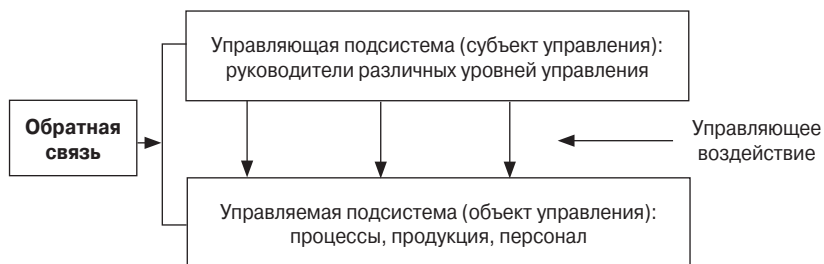 Управляющая подсистема (субъект управления):
руководители различных уровней управления
Обратная
связь
Управляющее
воздействие
Управляемая подсистема (объект управления):
процессы, продукция, персонал